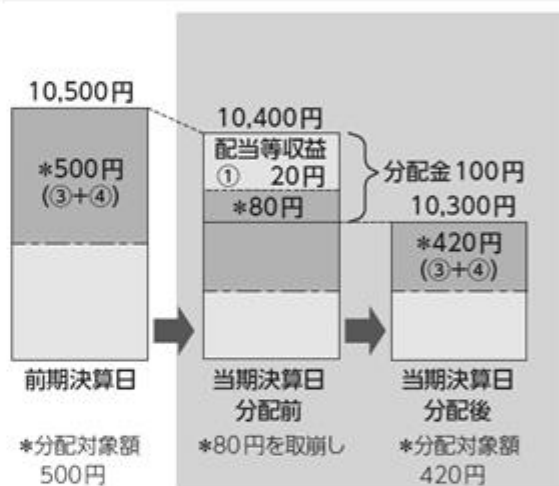 10,500円
*500円
(③+④)
前期決算日
*分配対象額
500円
10,400円
配当等収益
① 20円
*80円
分配金100円
当期決算日
分配前
*80円を取崩し
10,300円
*420円
(③+④)
当期決算日
分配後
*分配対象額
420円